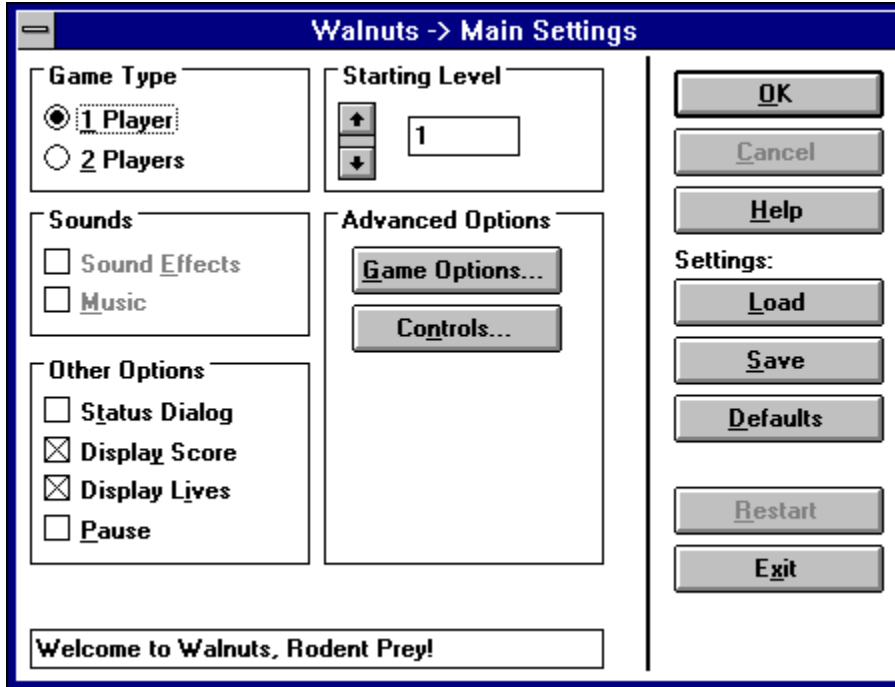 Walnuts -> Main Settings
Game Type
1 Player
2 Players
Starting Level
1
Sounds
Sound Effects
Music
Advanced Options
Game Options...
Controls...
Other Options
Status Dialog
Display Score
Display Lives
Pause
OK
Cancel
Help
Settings:
Load
Save
Defaults
Restart
Exit
Welcome to Walnuts, Rodent Prey!